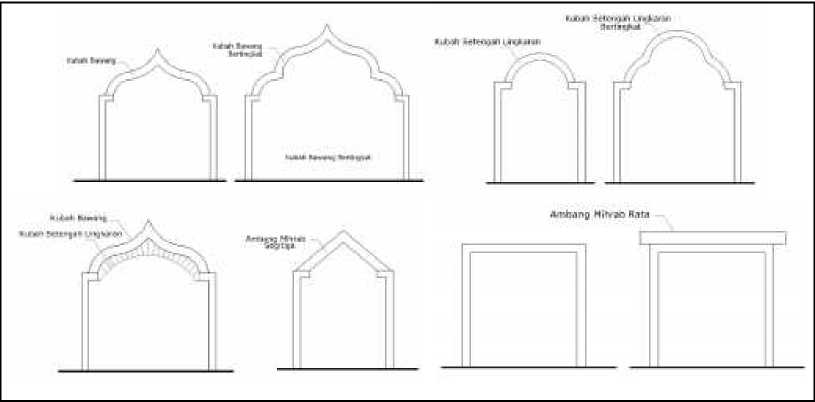 Kubah Bawang
Kubah Bawang
Bertingkat
Kubah Setengah Lingkaran
Kubah Setengah Lingkaran
Bertingkat
Kubah Bawang Bertingkat
Kubah Bawang
Kubah Setengah Lingkaran
Ambang Mihrab
Segitiga
Ambang Mihrab Rata